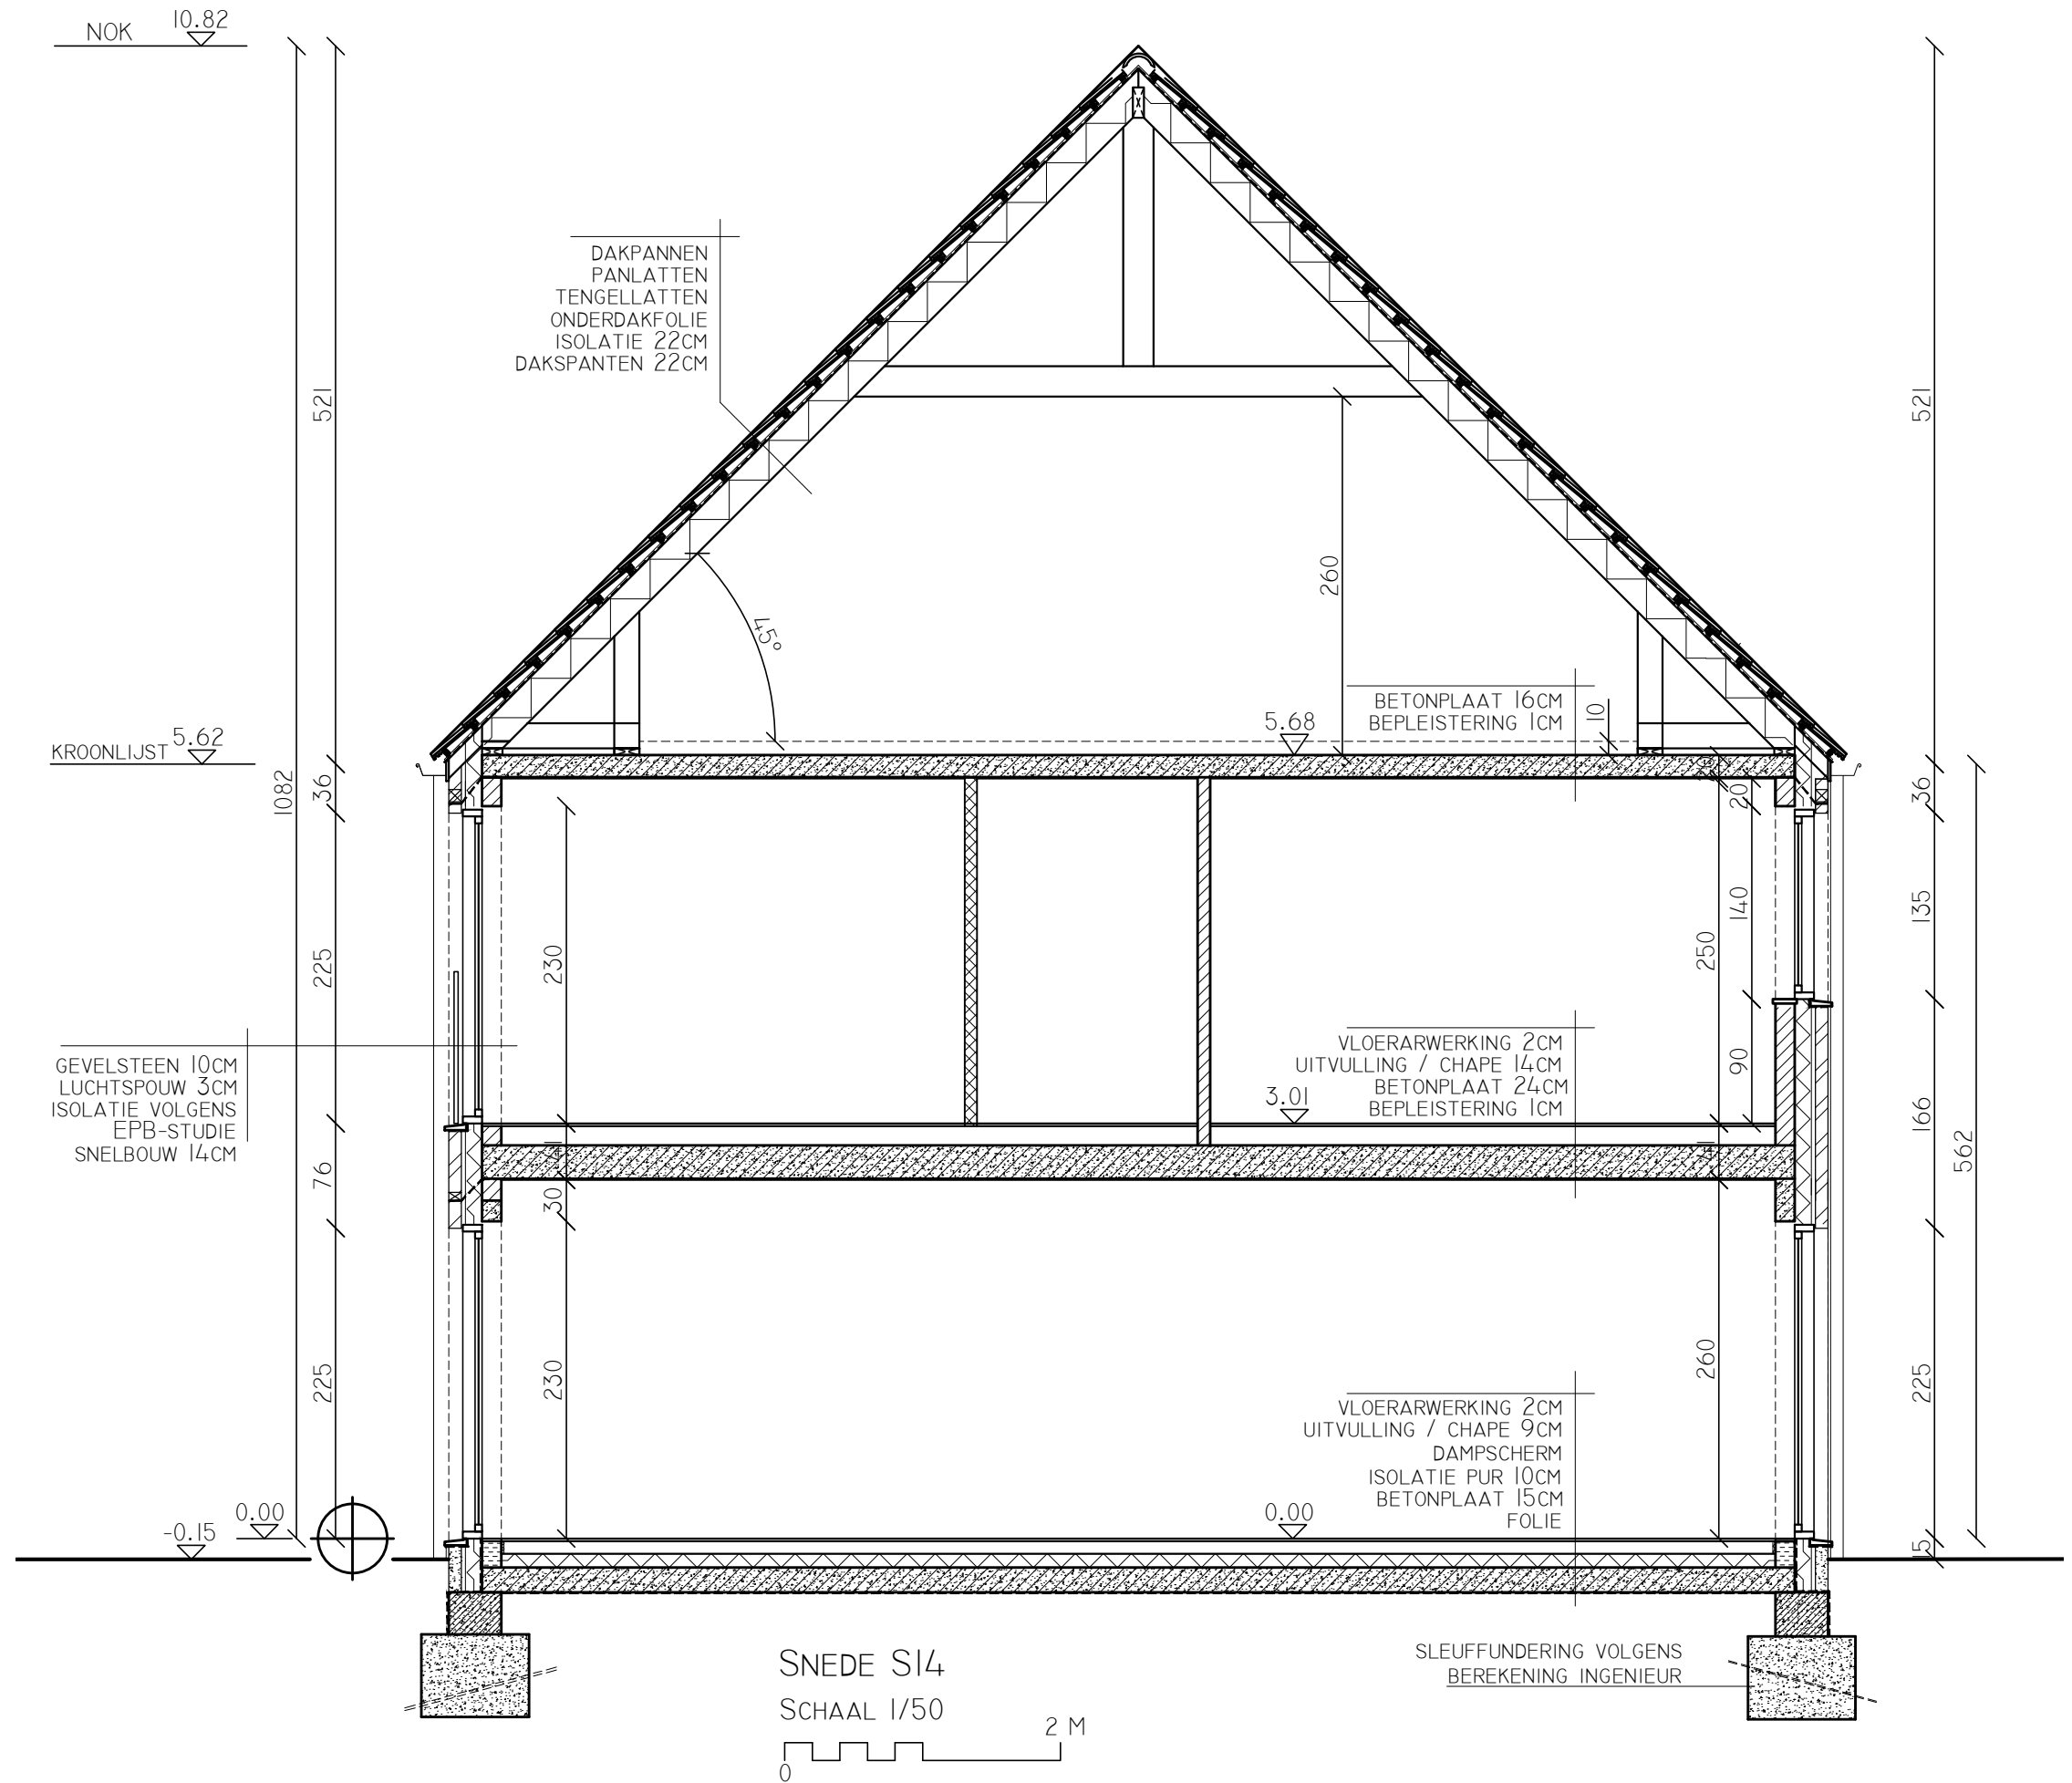 NOK
10.82
DAKPANNEN
PANLATTEN
TENGELLATTEN
ONDERDAKFOLIE
ISOLATIE 22CM
DAKSPANTEN 22CM
521
521
260
45°
BETONPLAAT 16CM
BEPLEISTERING 1CM
10
5.68
KROONLIJST
5.62
1082
36
36
20
225
230
250
140
135
90
166
562
GEVELSTEEN 10CM
LUCHTSPOUW 3CM
ISOLATIE VOLGENS
EPB-STUDIE
SNELBOUW 14CM
VLOERARWERKING 2CM
UITVULLING / CHAPE 14CM
BETONPLAAT 24CM
BEPLEISTERING 1CM
3.01
76
41
41
30
225
230
260
225
VLOERARWERKING 2CM
UITVULLING / CHAPE 9CM
DAMPSCHERM
ISOLATIE PUR 10CM
BETONPLAAT 15CM
FOLIE
0.00
0.00
-0.15
15
SLEUFFUNDERING VOLGENS
BEREKENING INGENIEUR
SNEDE S14
SCHAAL 1/50
2 M
0